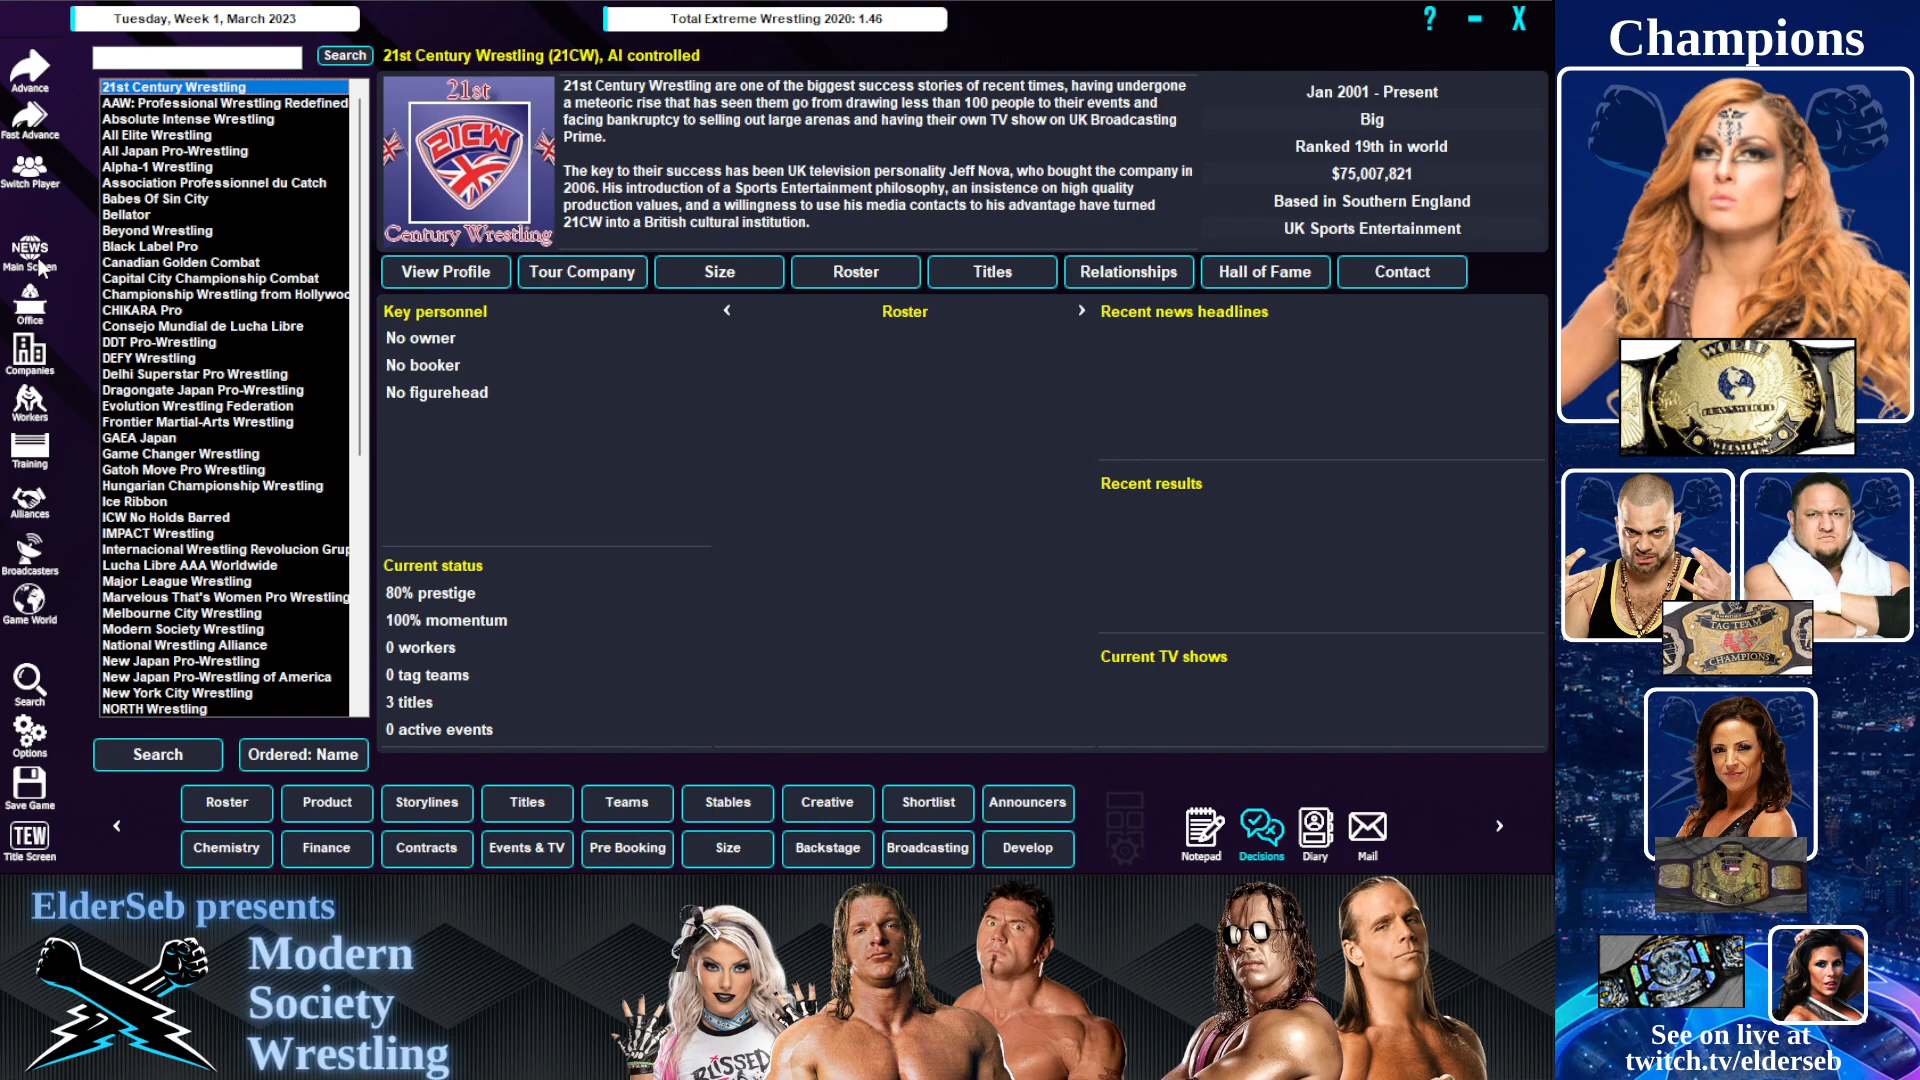 Tuesday, Week 1, March 2023
Total Extreme Wrestling 2020: 1.46
?
X
Champions
Search
21st Century Wrestling (21CW), AI controlled
Advance
Fast Advance
Switch Player
NEWS
Main Screen
Office
Companies
Workers
Training
Alliances
Broadcasters
Game World
Search
Options
Save Game
TEW
Title Screen
21st Century Wrestling
AAW: Professional Wrestling Redefined
Absolute Intense Wrestling
All Elite Wrestling
All Japan Pro-Wrestling
Alpha-1 Wrestling
Association Professionnel du Catch
Babes Of Sin City
Bellator
Beyond Wrestling
Black Label Pro
Canadian Golden Combat
Capital City Championship Combat
Championship Wrestling from Hollywoo
CHIKARA Pro
Consejo Mundial de Lucha Libre
DDT Pro-Wrestling
DEFY Wrestling
Delhi Superstar Pro Wrestling
Dragongate Japan Pro-Wrestling
Evolution Wrestling Federation
Frontier Martial-Arts Wrestling
GAEA Japan
Game Changer Wrestling
Gatoh Move Pro Wrestling
Hungarian Championship Wrestling
Ice Ribbon
ICW No Holds Barred
IMPACT Wrestling
Internacional Wrestling Revolucion Grup
Lucha Libre AAA Worldwide
Major League Wrestling
Marvelous That's Women Pro Wrestling
Melbourne City Wrestling
Modern Society Wrestling
National Wrestling Alliance
New Japan Pro-Wrestling
New Japan Pro-Wrestling of America
New York City Wrestling
NORTH Wrestling
Search
Ordered: Name
21st
21CW
Century Wrestling
21st Century Wrestling are one of the biggest success stories of recent times, having undergone
a meteoric rise that has seen them go from drawing less than 100 people to their events and
facing bankruptcy to selling out large arenas and having their own TV show on UK Broadcasting
Prime.
The key to their success has been UK television personality Jeff Nova, who bought the company in
2006. His introduction of a Sports Entertainment philosophy, an insistence on high quality
production values, and a willingness to use his media contacts to his advantage have turned
21CW into a British cultural institution.
Jan 2001 - Present
Big
Ranked 19th in world
$75,007,821
Based in Southern England
UK Sports Entertainment
View Profile
Tour Company
Size
Roster
Titles
Relationships
Hall of Fame
Contact
Key personnel
No owner
No booker
No figurehead
Roster
Recent news headlines
Recent results
Current TV shows
Current status
80% prestige
100% momentum
0 workers
0 tag teams
3 titles
0 active events
Roster
Product
Storylines
Titles
Teams
Stables
Creative
Shortlist
Announcers
Chemistry
Finance
Contracts
Events & TV
Pre Booking
Size
Backstage
Broadcasting
Develop
Notepad
Decisions
Diary
Mail
WORLD
HEAVYWEIGHT
WRESTLING
TAG TEAM
CHAMPIONS
ElderSeb presents
Modern
Society
Wrestling
BLISSED
See on live at
twitch.tv/elderseb